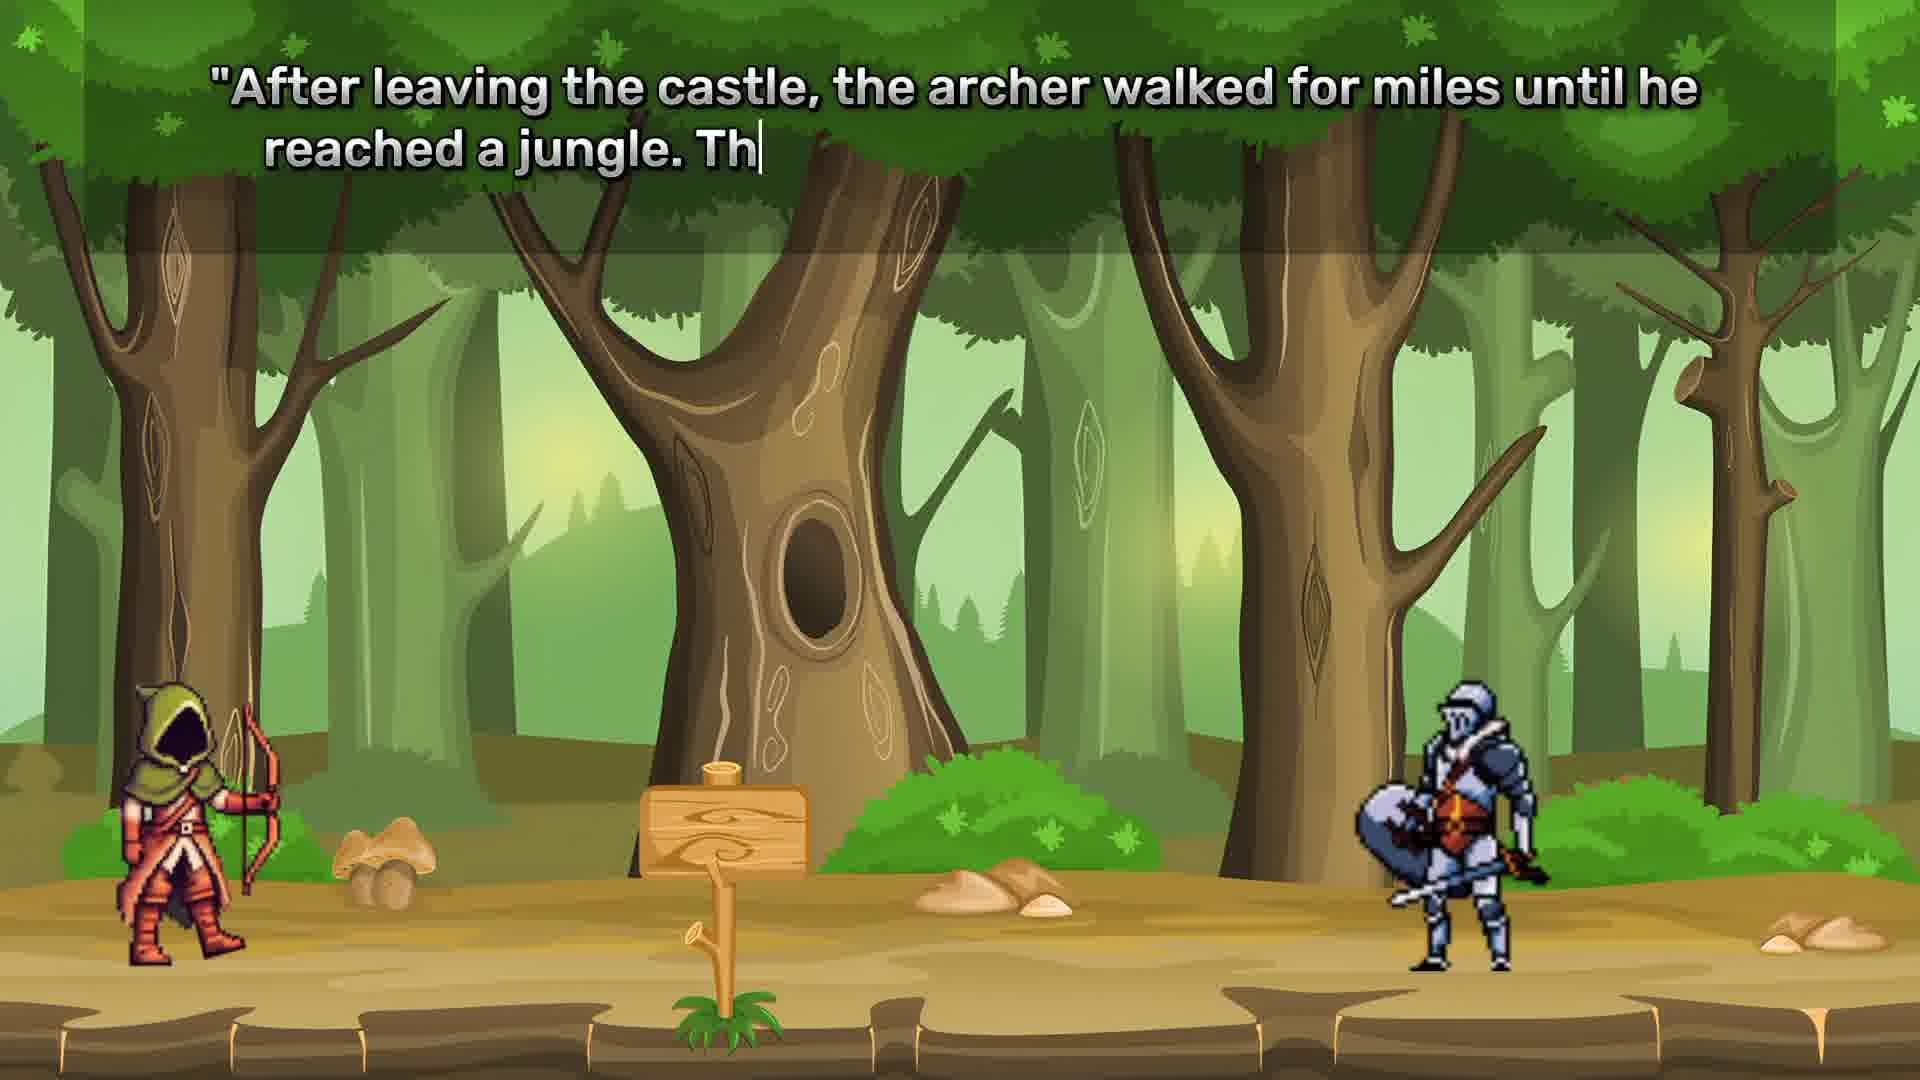 "After leaving the castle, the archer walked for miles until he
reached a jungle. Th